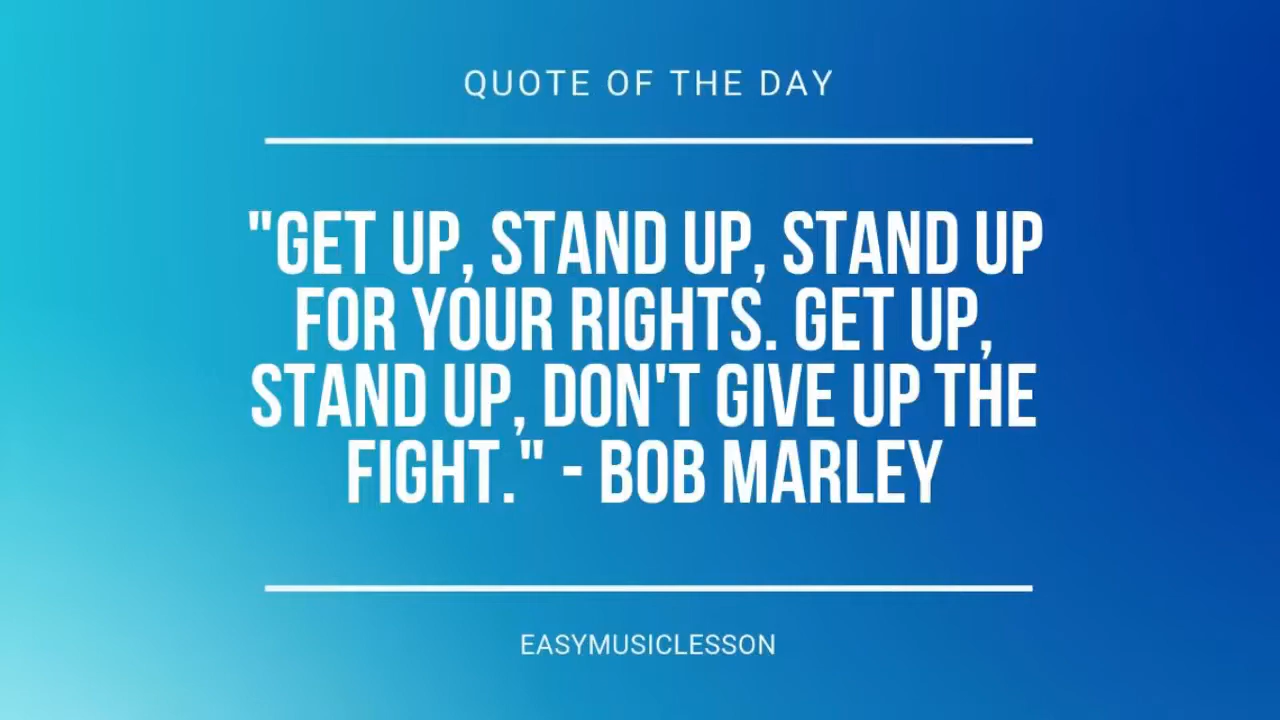 QUOTE OF THE DAY
"GET UP, STAND UP, STAND UP
FOR YOUR RIGHTS. GET UP,
STAND UP, DON'T GIVE UP THE
FIGHT." - BOB MARLEY
EASYMUSICLESSON